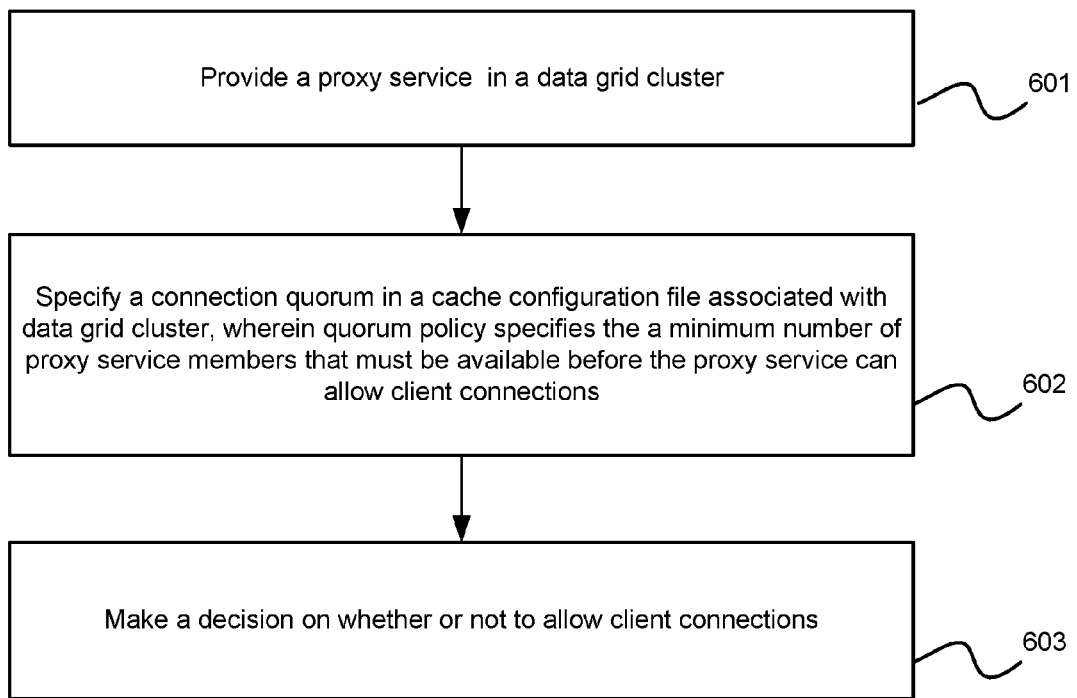 Provide a proxy service in a data grid cluster
601
Specify a connection quorum in a cache configuration file associated with
data grid cluster, wherein quorum policy specifies the a minimum number of
proxy service members that must be available before the proxy service can
allow client connections
602
Make a decision on whether or not to allow client connections
603